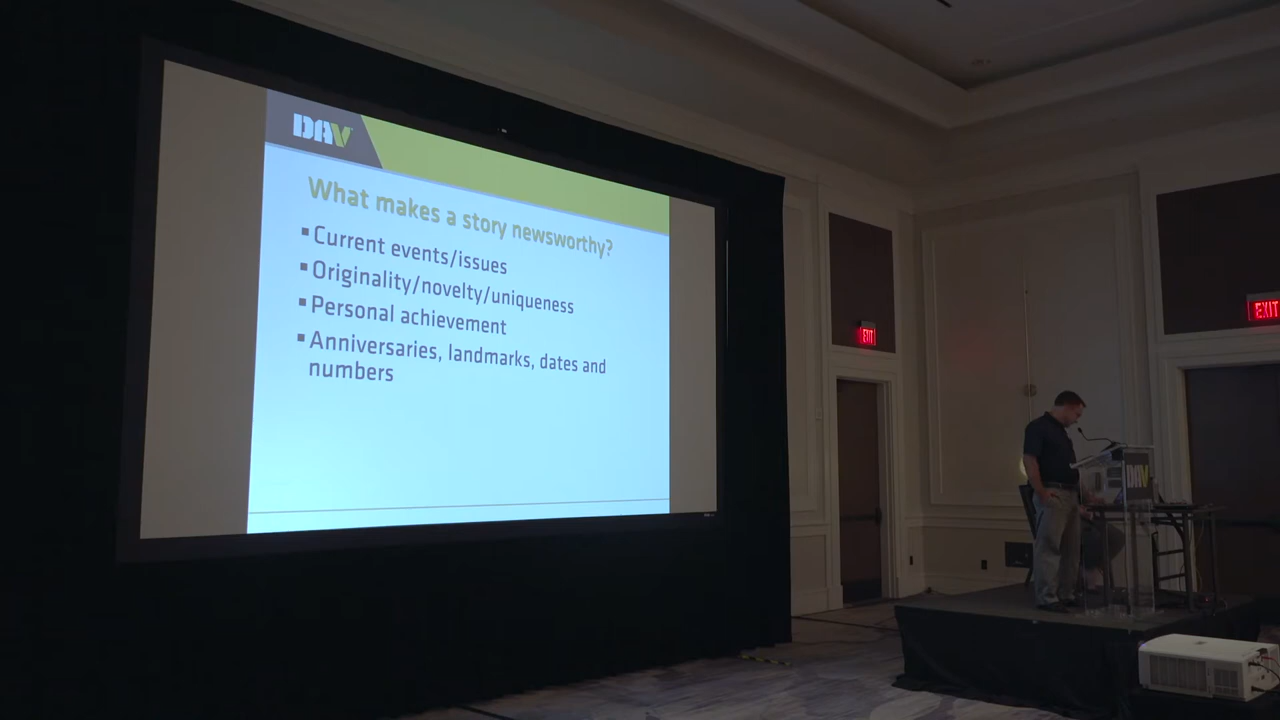 DAV
What makes a story newsworthy?
▪ Current events/issues
▪ Originality/novelty/uniqueness
▪ Personal achievement
▪ Anniversaries, landmarks, dates and
numbers
EXIT
EXIT
DAV